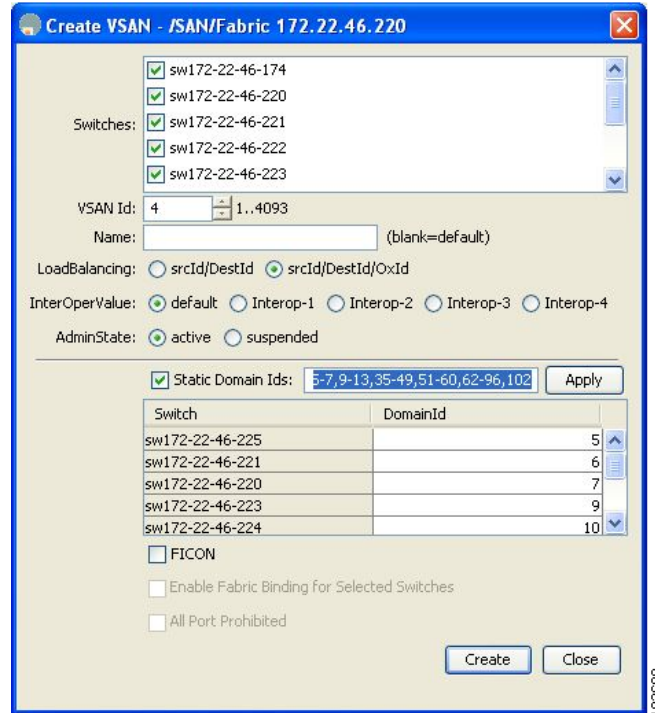 Create VSAN - /SAN/Fabric 172.22.46.220
sw172-22-46-174
sw172-22-46-220
Switches: sw172-22-46-221
sw172-22-46-222
sw172-22-46-223
VSAN Id: 4 1..4093
Name: (blank=default)
LoadBalancing: srcId/DestId srcId/DestId/OxId
InterOperValue: default Interop-1 Interop-2 Interop-3 Interop-4
AdminState: active suspended
Static Domain Ids: 5-7,9-13,35-49,51-60,62-96,102 Apply
Switch DomainId
sw172-22-46-225 5
sw172-22-46-221 6
sw172-22-46-220 7
sw172-22-46-223 9
sw172-22-46-224 10
FICON
Enable Fabric Binding for Selected Switches
All Port Prohibited
Create Close